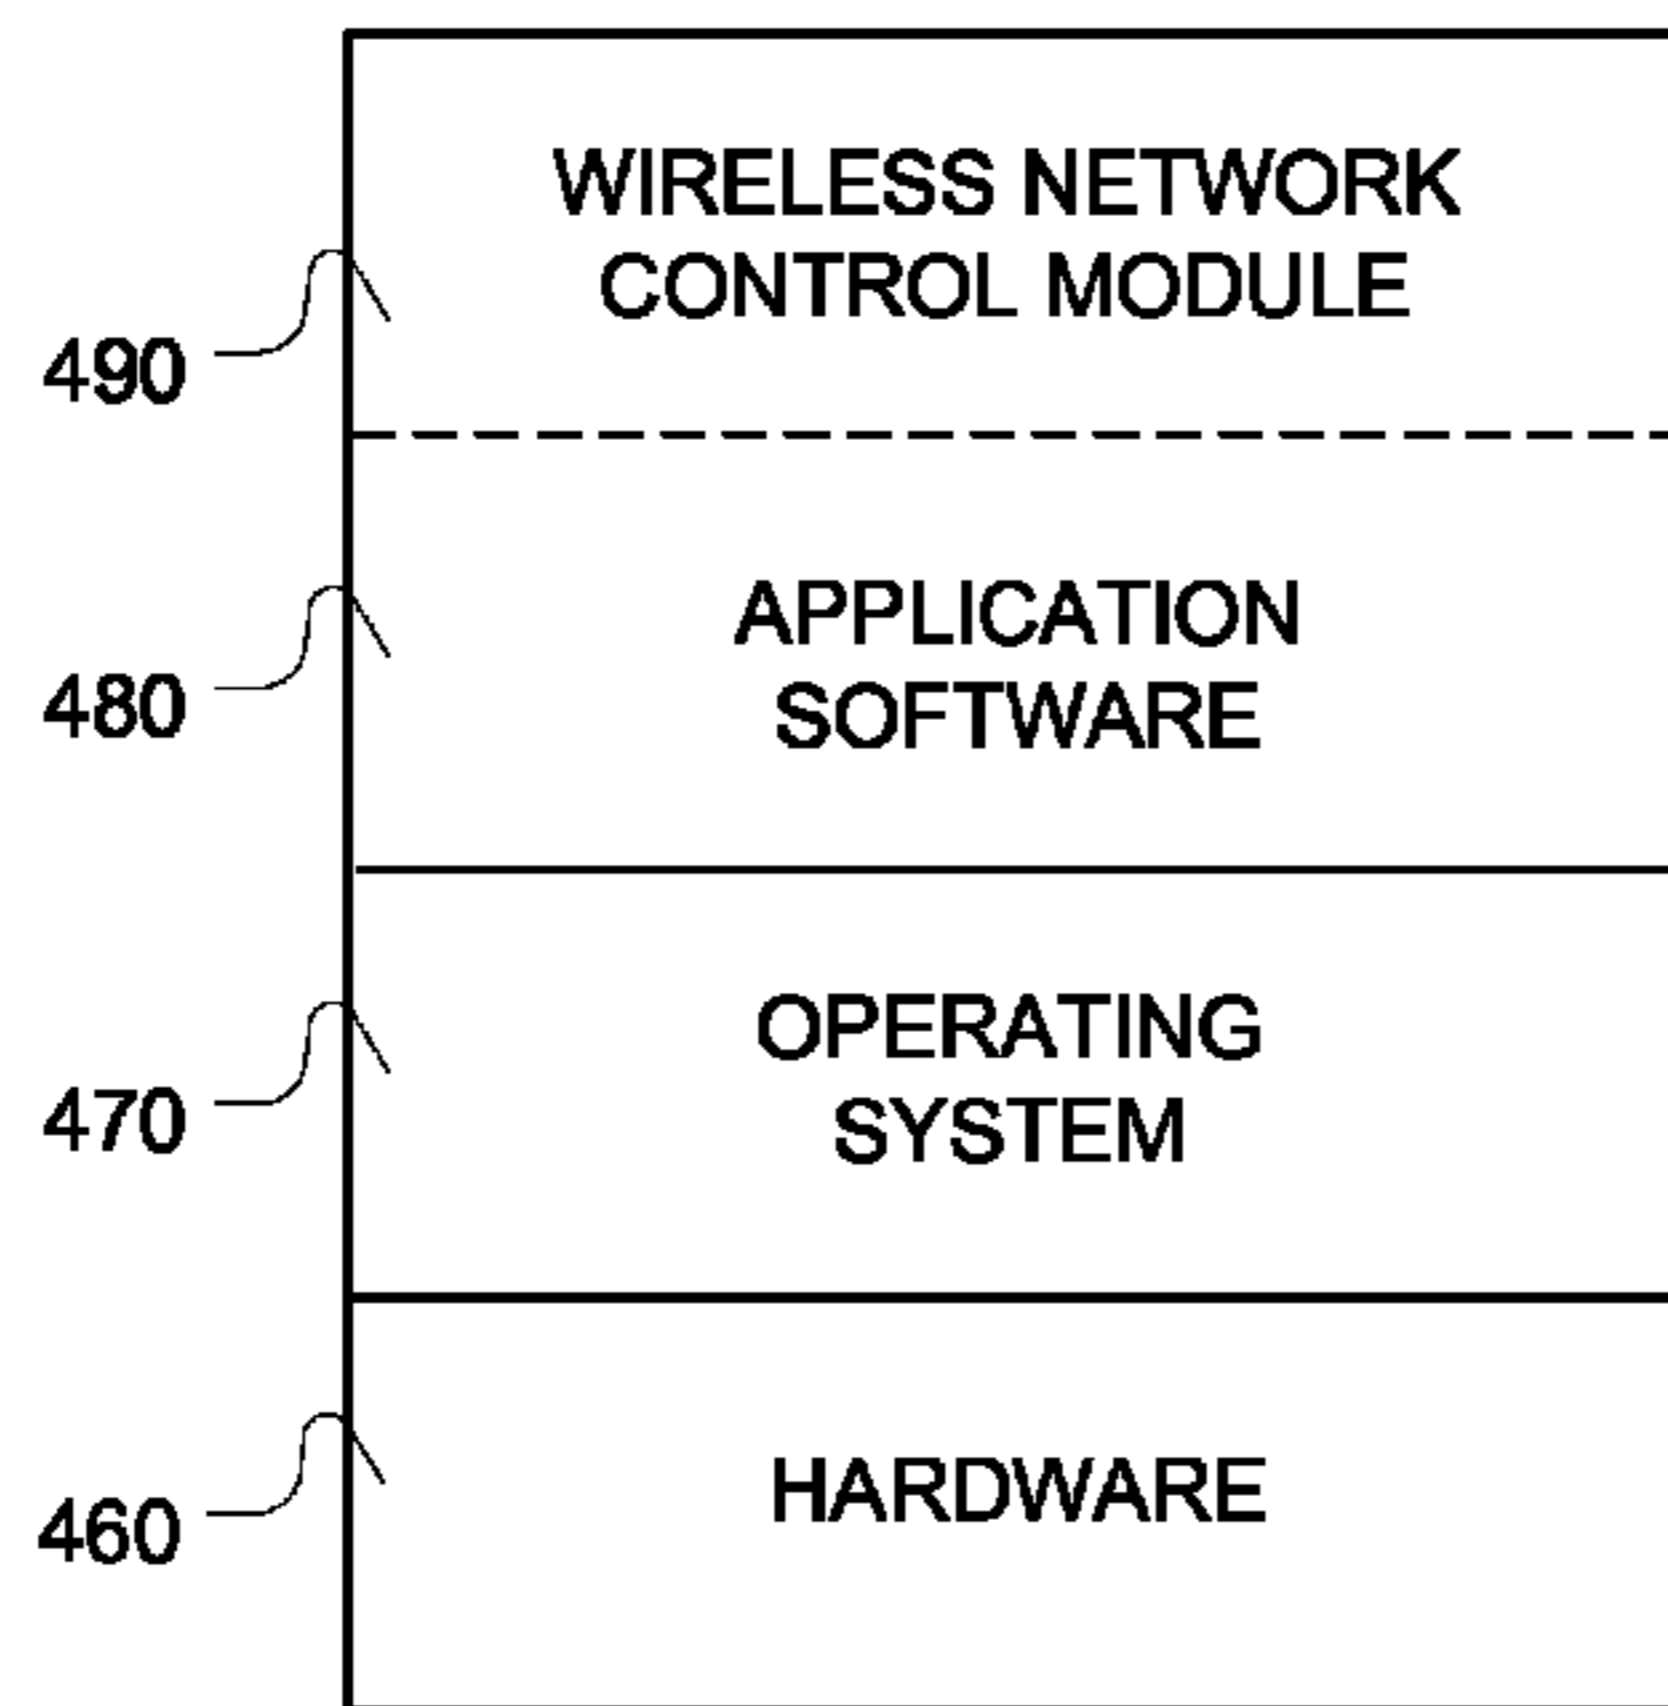 WIRELESS NETWORK
CONTROL MODULE
490
APPLICATION
SOFTWARE
480
OPERATING
SYSTEM
470
HARDWARE
460